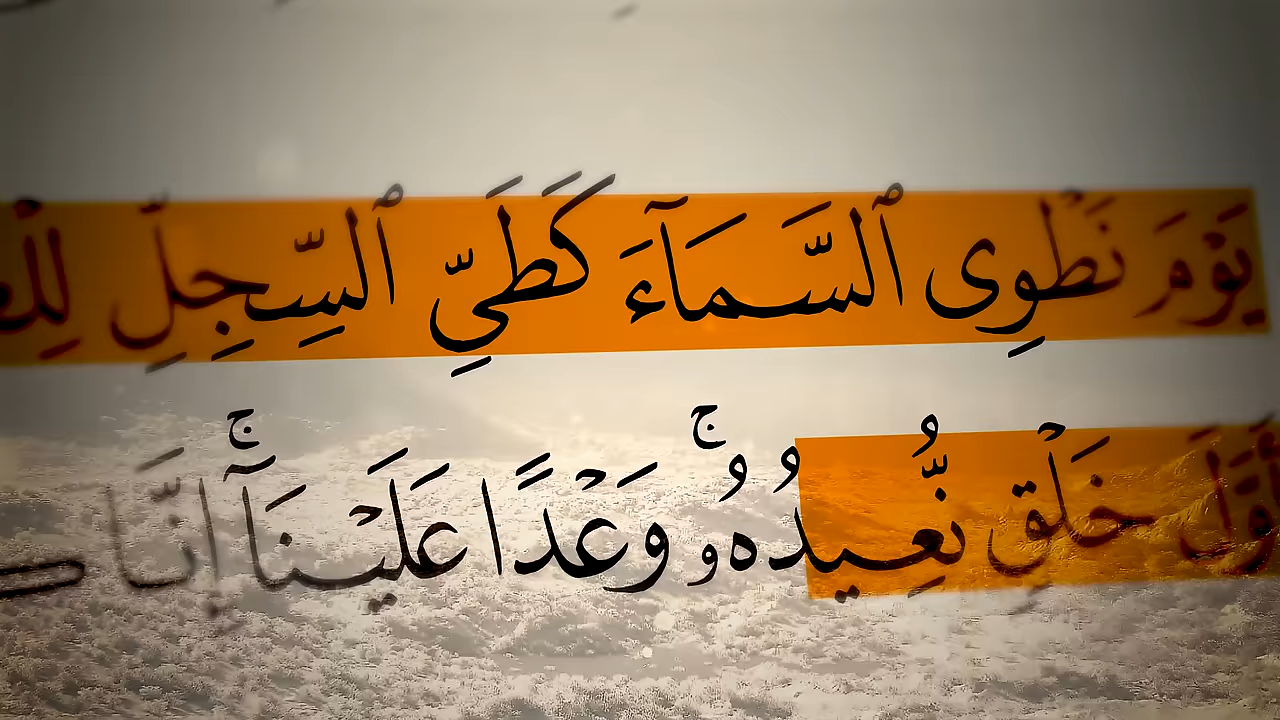 يَوْمَ نَطْوِى ٱلسَّمَآءَ كَطَىِّ ٱلسِّجِلِّ
أَوَّلَ خَلْقٍ نُّعِيدُهُۥ ۚ وَعْدًا عَلَيْنَآ ۚ إِنَّا